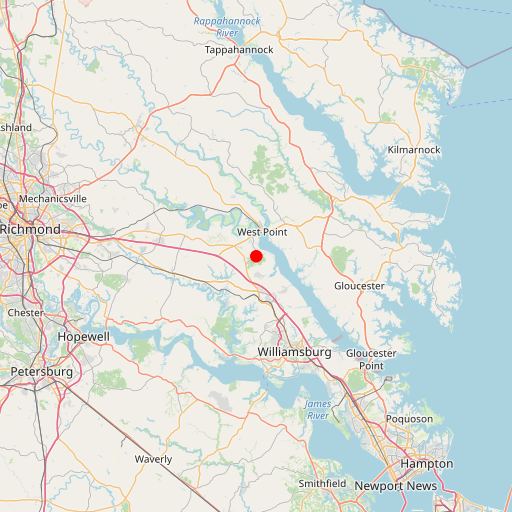 Rappahannock
River
Tappahannock
Ashland
Kilmarnock
Mechanicsville
Richmond
West Point
Gloucester
Chester
Hopewell
Williamsburg
Gloucester
Point
Petersburg
James
River
Poquoson
Waverly
Hampton
Smithfield
Newport News